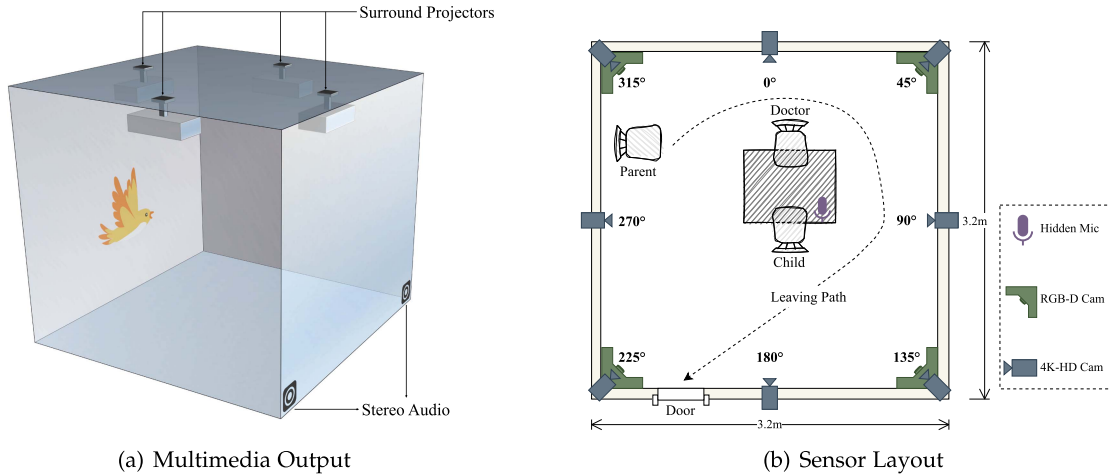 Surround Projectors
Stereo Audio
(a) Multimedia Output
315°
0°
45°
Doctor
Parent
270°
90°
3.2m
Child
Leaving Path
225°
180°
135°
Door
3.2m
Hidden Mic
RGB-D Cam
4K-HD Cam
(b) Sensor Layout